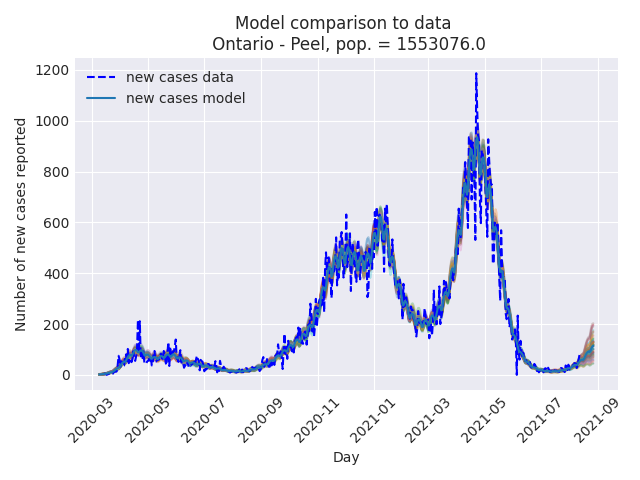 Model comparison to data
Ontario - Peel, pop. = 1553076.0
new cases data
new cases model
Number of new cases reported
1200
1000
800
600
400
200
0
2020-03
2020-05
2020-07
2020-09
2020-11
2021-01
2021-03
2021-05
2021-07
2021-09
Day